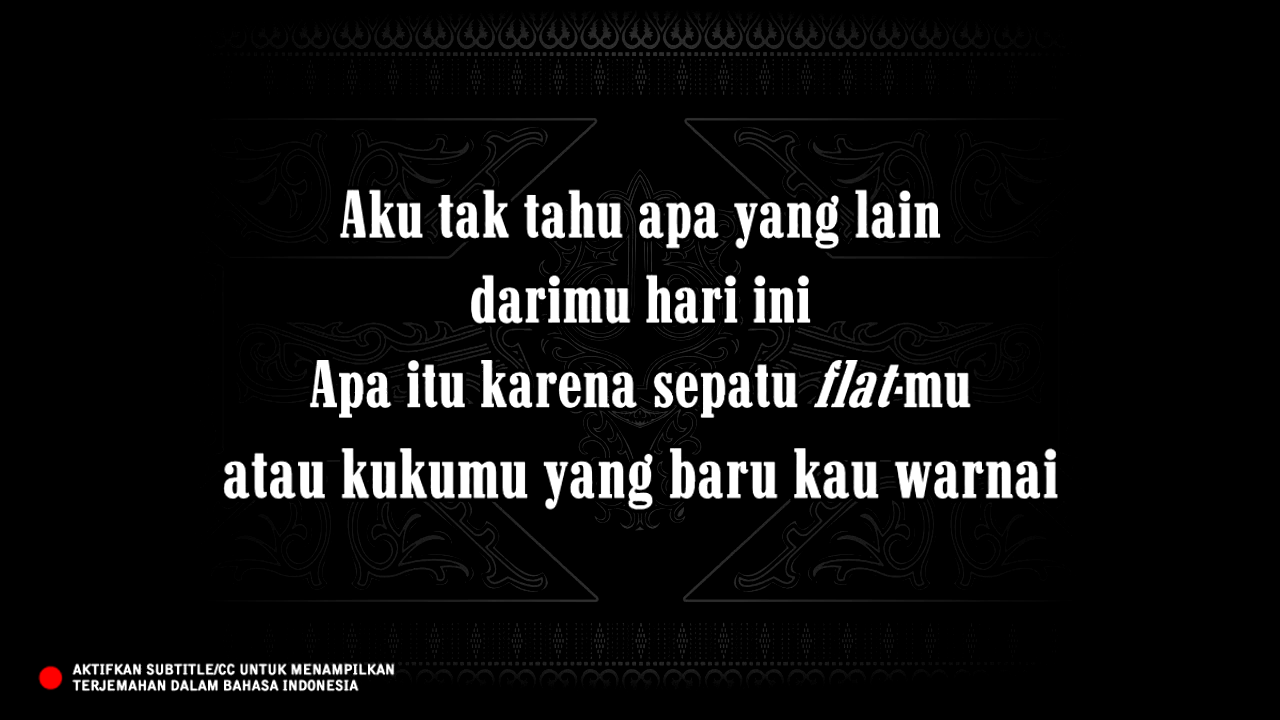 Aku tak tahu apa yang lain
darimu hari ini
Apa itu karena sepatu flat-mu
atau kukumu yang baru kau warnai
AKTIFKAN SUBTITLE/CC UNTUK MENAMPILKAN
TERJEMAHAN DALAM BAHASA INDONESIA